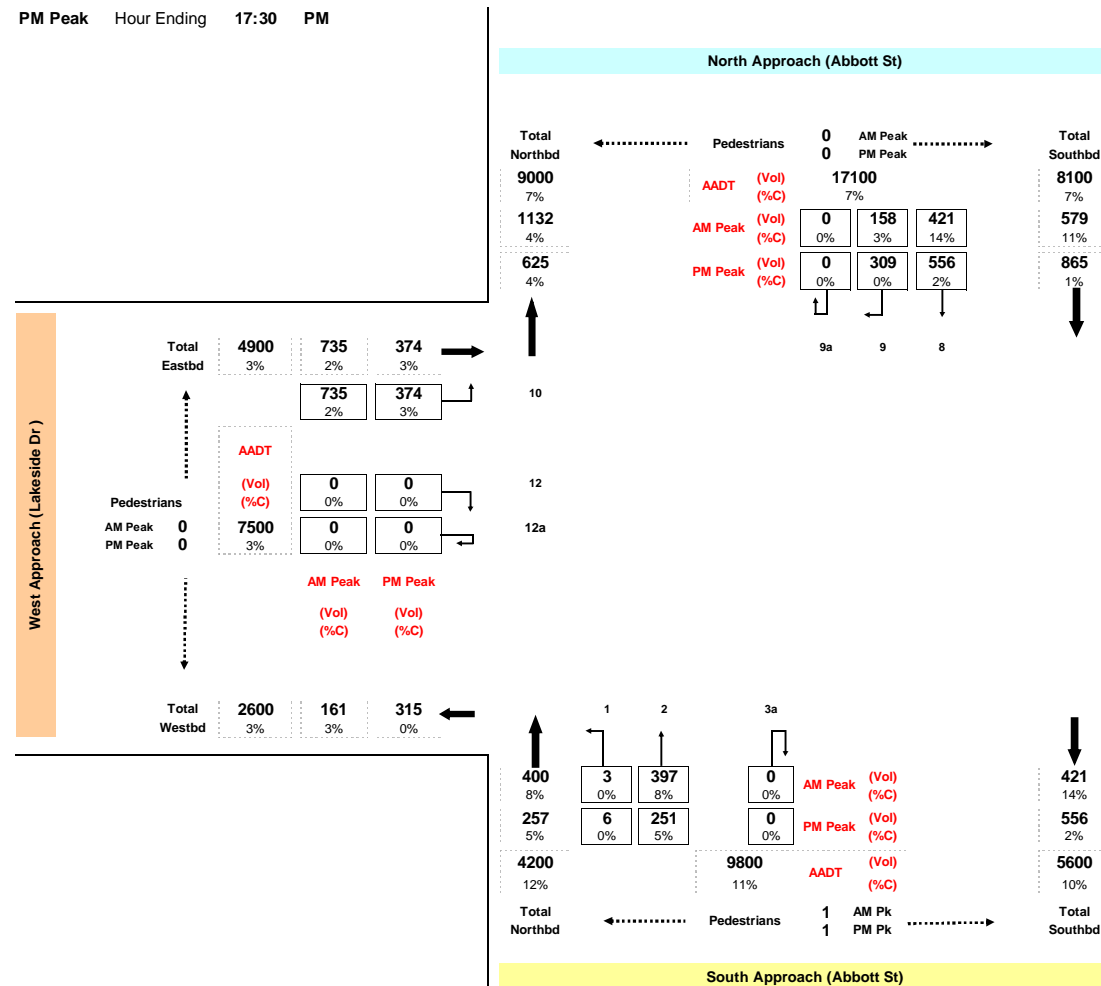 PM Peak Hour Ending 17:30 PM
North Approach (Abbott St)
Total Northbd
Pedestrians 0 AM Peak
0 PM Peak
Total Southbd
9000 AADT (Vol) 17100 8100
7% (%C) 7% 7%
1132 AM Peak (Vol) 0 158 421 579
4% (%C) 0% 3% 14% 11%
625 PM Peak (Vol) 0 309 556 865
4% (%C) 0% 0% 2% 1%
9a 9 8
West Approach (Lakeside Dr )
Total 4900 735 374
Eastbd 3% 2% 3%
735 374 10
2% 3%
AADT
(Vol) 0 0 12
(%C) 0% 0%
Pedestrians
AM Peak 0 7500 0 0 12a
PM Peak 0 3% 0% 0%
AM Peak PM Peak
(Vol) (Vol)
(%C) (%C)
Total 2600 161 315
Westbd 3% 3% 0%
1 2 3a
400 3 397 0 AM Peak (Vol) 421
8% 0% 8% 0% (%C) 14%
257 6 251 0 PM Peak (Vol) 556
5% 0% 5% 0% (%C) 2%
4200 9800 AADT (Vol) 5600
12% 11% (%C) 10%
Total Northbd
Pedestrians 1 AM Pk
1 PM Pk
Total Southbd
South Approach (Abbott St)